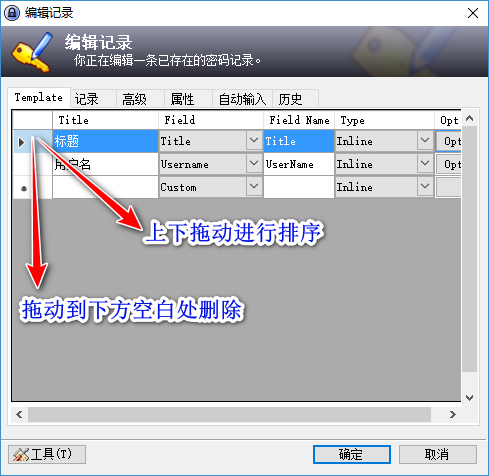 编辑记录
编辑记录
你正在编辑一条已存在的密码记录。
Template 记录 高级 属性 自动输入 历史
Title Field Field Name Type Opt
标题 Title Title Inline Opt
用户名 Username UserName Inline Opt
Custom Inline
上下拖动进行排序
拖动到下方空白处删除
工具(T) 确定 取消